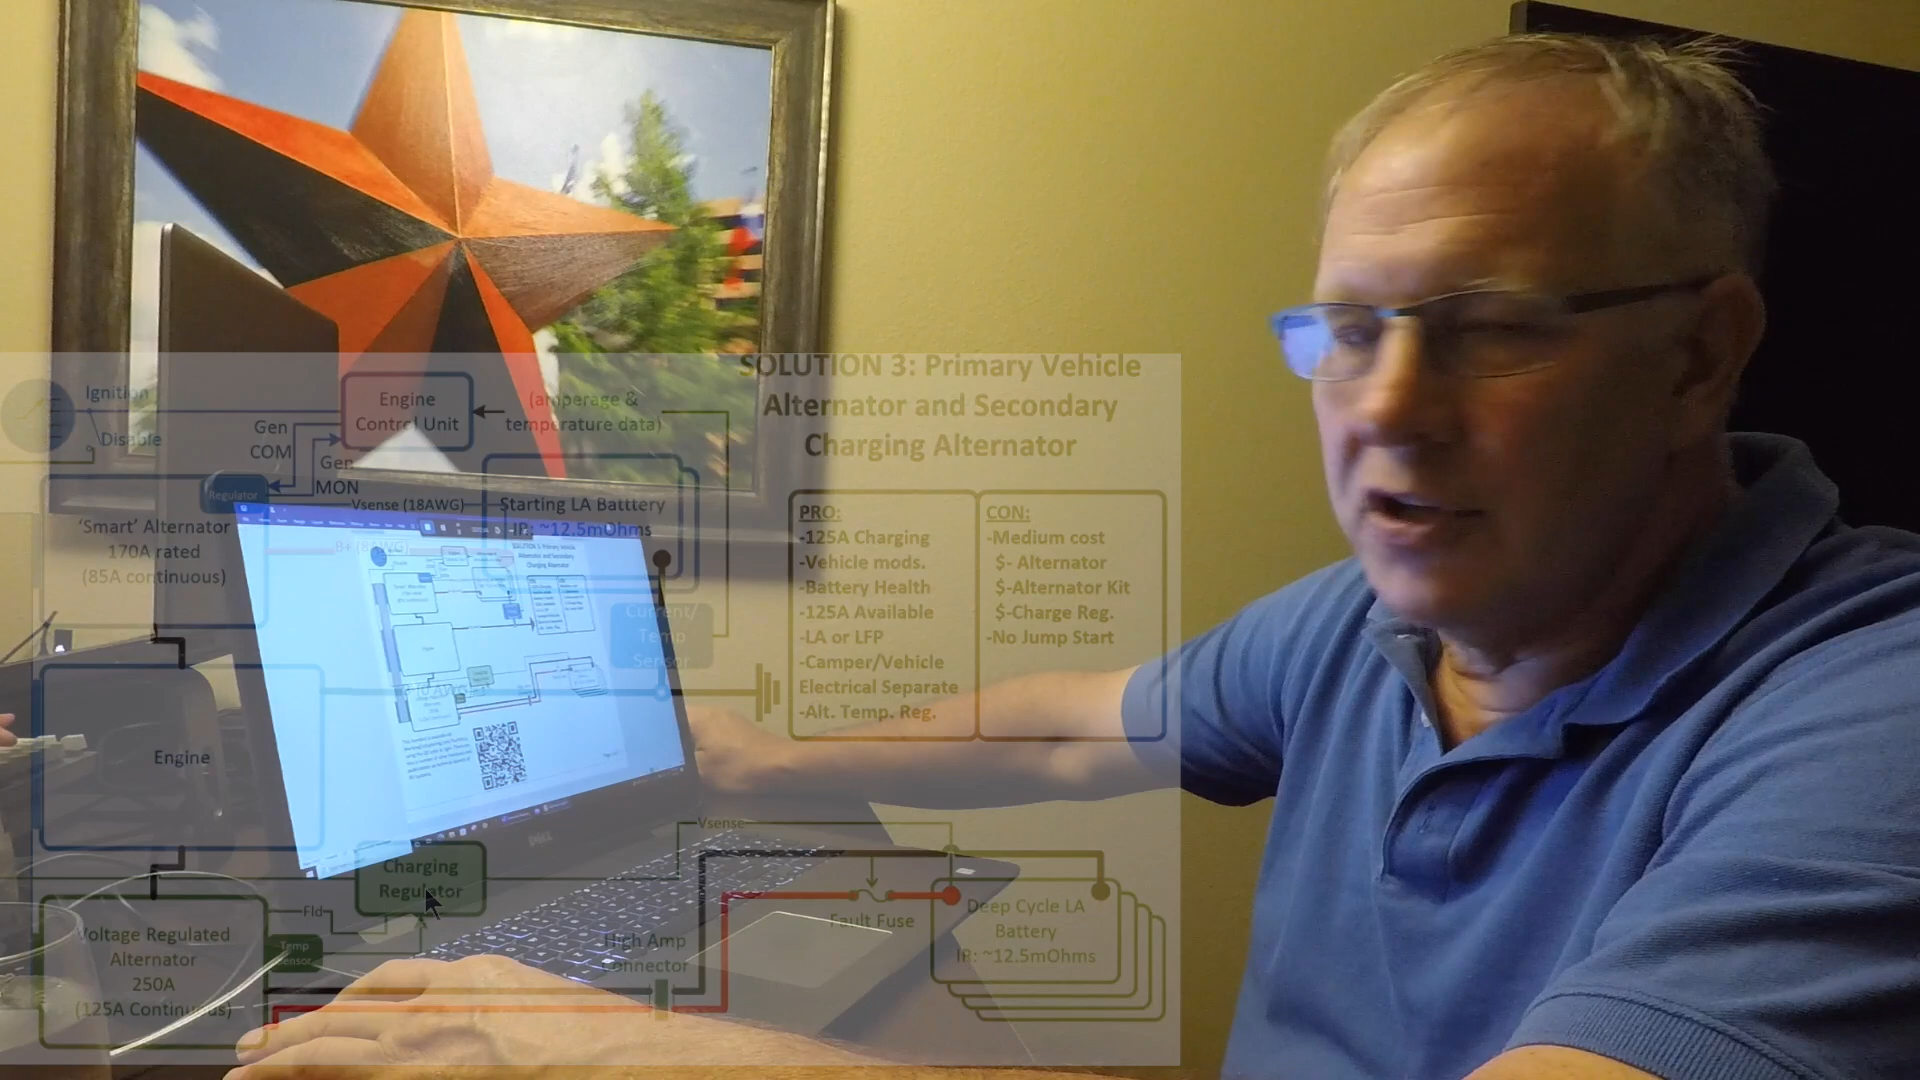 SOLUTION 3: Primary Vehicle
Alternator and Secondary
Charging Alternator
Ignition
Disable
Engine
Control Unit
(amperage &
temperature data)
Gen
COM
Gen
MON
Regulator
Vsense (18AWG)
Starting LA Batttery
IR: ~12.5mOhms
'Smart' Alternator
170A rated
(85A continuous)
B+ (8AWG)
Current/
Temp
Sensor
PRO:
-125A Charging
-Vehicle mods.
-Battery Health
-125A Available
-LA or LFP
-Camper/Vehicle
Electrical Separate
-Alt. Temp. Reg.
CON:
-Medium cost
$- Alternator
$-Alternator Kit
$-Charge Reg.
-No Jump Start
Engine
Vsense
Charging
Regulator
Fld
Voltage Regulated
Alternator
250A
(125A Continuous)
Temp
Sensor
High Amp
Connector
Fault Fuse
Deep Cycle LA
Battery
IR: ~12.5mOhms
DELL